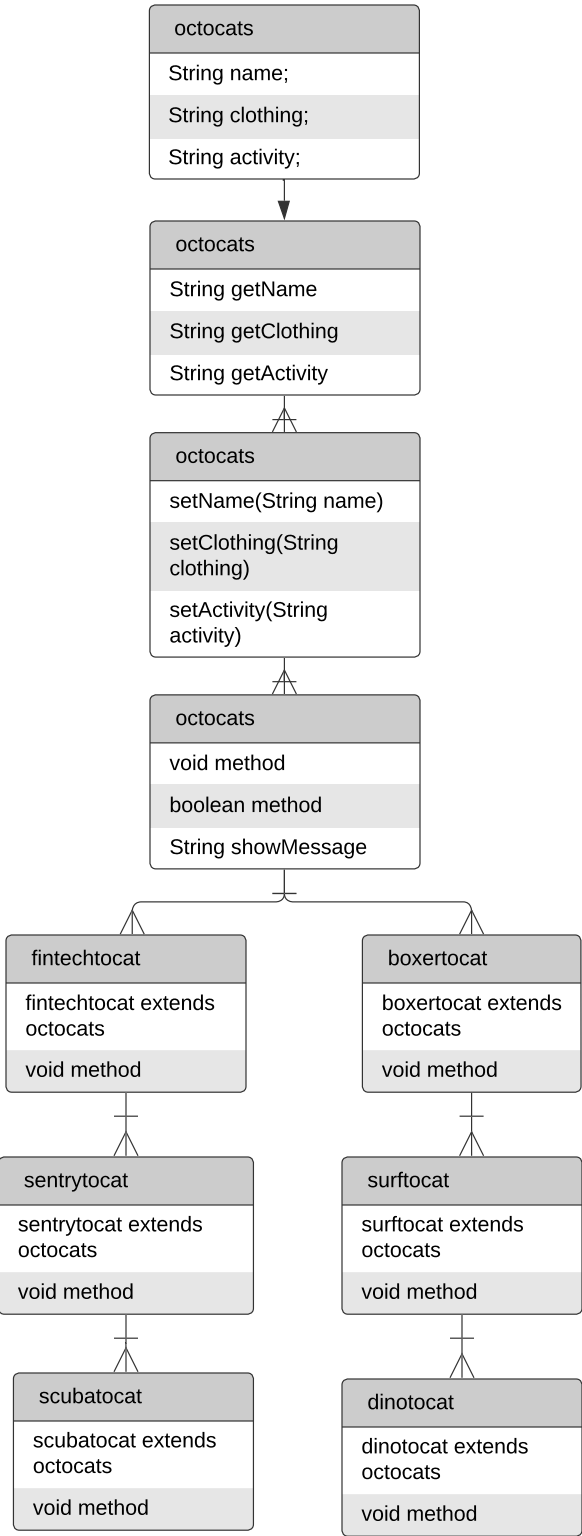 octocats
String name;
String clothing;
String activity;
octocats
String getName
String getClothing
String getActivity
octocats
setName(String name)
setClothing(String
clothing)
setActivity(String
activity)
octocats
void method
boolean method
String showMessage
fintechtocat
fintechtocat extends
octocats
void method
boxertocat
boxertocat extends
octocats
void method
sentrytocat
sentrytocat extends
octocats
void method
surftocat
surftocat extends
octocats
void method
scubatocat
scubatocat extends
octocats
void method
dinotocat
dinotocat extends
octocats
void method